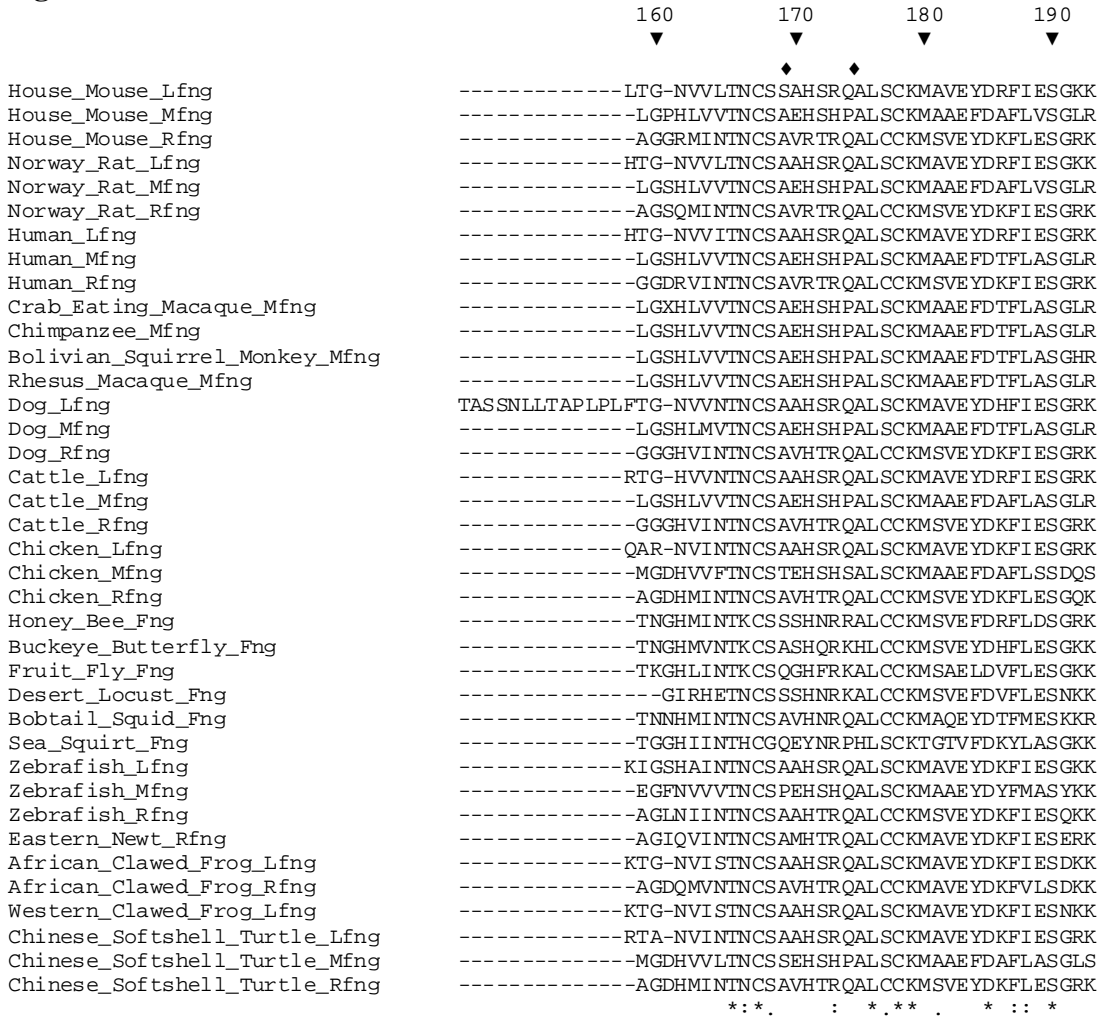 160 170 180 190
▼ ▼ ▼ ▼
♦ ♦
House_Mouse_Lfng -------------LTG-NVVLTNCSSAHSRQALSCKMAVEYDRFIESGKK
House_Mouse_Mfng --------------LGPHLVVTNCSAEHSHPALSCKMAAEFDAFLVSGLR
House_Mouse_Rfng --------------AGGRMINTNCSAVRTRQALCCKMSVEYDKFLESGRK
Norway_Rat_Lfng -------------HTG-NVVLTNCSAAHSRQALSCKMAVEYDRFIESGKK
Norway_Rat_Mfng --------------LGSHLVVTNCSAEHSHPALSCKMAAEFDAFLVSGLR
Norway_Rat_Rfng --------------AGSQMINTNCSAVRTRQALCCKMSVEYDKFIESGRK
Human_Lfng -------------HTG-NVVITNCSAAHSRQALSCKMAVEYDRFIESGRK
Human_Mfng --------------LGSHLVVTNCSAEHSHPALSCKMAAEFDTFLASGLR
Human_Rfng --------------GGDRVINTNCSAVRTRQALCCKMSVEYDKFIESGRK
Crab_Eating_Macaque_Mfng --------------LGXHLVVTNCSAEHSHPALSCKMAAEFDTFLASGLR
Chimpanzee_Mfng --------------LGSHLVVTNCSAEHSHPALSCKMAAEFDTFLASGLR
Bolivian_Squirrel_Monkey_Mfng --------------LGSHLVVTNCSAEHSHPALSCKMAAEFDTFLASGHR
Rhesus_Macaque_Mfng --------------LGSHLVVTNCSAEHSHPALSCKMAAEFDTFLASGLR
Dog_Lfng TASSNLLTAPLPLFTG-NVVNTNCSAAHSRQALSCKMAVEYDHFIESGRK
Dog_Mfng --------------LGSHLMVTNCSAEHSHPALSCKMAAEFDTFLASGLR
Dog_Rfng --------------GGGHVINTNCSAVHTRQALCCKMSVEYDKFIESGRK
Cattle_Lfng -------------RTG-HVVNTNCSAAHSRQALSCKMAVEYDRFIESGRK
Cattle_Mfng --------------LGSHLVVTNCSAEHSHPALSCKMAAEFDAFLASGLR
Cattle_Rfng --------------GGGHVINTNCSAVHTRQALCCKMSVEYDKFIESGRK
Chicken_Lfng -------------QAR-NVINTNCSAAHSRQALSCKMAVEYDKFIESGRK
Chicken_Mfng --------------MGDHVVFTNCSTEHSHSALSCKMAAEFDAFLSSDQS
Chicken_Rfng --------------AGDHMINTNCSAVHTRQALCCKMSVEYDKFLESGQK
Honey_Bee_Fng --------------TNGHMINTKCSSSHNRRALCCKMSVEFDRFLDSGRK
Buckeye_Butterfly_Fng --------------TNGHMVNTKCSASHQRKHLCCKMSVEYDHFLESGKK
Fruit_Fly_Fng --------------TKGHLINTKCSQGHFRKALCCKMSAELDVFLESGKK
Desert_Locust_Fng ----------------GIRHETNCSSSHNRKALCCKMSVEFDVFLESNKK
Bobtail_Squid_Fng --------------TNNHMINTNCSAVHNRQALCCKMAQEYDTFMESKKR
Sea_Squirt_Fng --------------TGGHIINTHCGQEYNRPHLSCKTGTVFDKYLASGKK
Zebrafish_Lfng -------------KIGSHAINTNCSAAHSRQALSCKMAVEYDKFIESGKK
Zebrafish_Mfng --------------EGFNVVVTNCSPEHSHQALSCKMAAEYDYFMASYKK
Zebrafish_Rfng --------------AGLNIINTNCSAAHTRQALCCKMAVEYDKFIESQKK
Eastern_Newt_Rfng --------------AGIQVINTNCSAMHTRQALCCKMAVEYDKFIESERK
African_Clawed_Frog_Lfng -------------KTG-NVISTNCSAAHSRQALSCKMAVEYDKFIESDKK
African_Clawed_Frog_Rfng --------------AGDQMVNTNCSAVHTRQALCCKMAVEYDKFVLSDKK
Western_Clawed_Frog_Lfng -------------KTG-NVISTNCSAAHSRQALSCKMAVEYDKFIESNKK
Chinese_Softshell_Turtle_Lfng -------------RTA-NVINTNCSAAHSRQALSCKMAVEYDKFIESGRK
Chinese_Softshell_Turtle_Mfng --------------MGDHVVLTNCSSEHSHPALSCKMAAEFDAFLASGLS
Chinese_Softshell_Turtle_Rfng --------------AGDHMINTNCSAVHTRQALCCKMSVEYDKFLESGRK
*:*. : *.** . * :: *